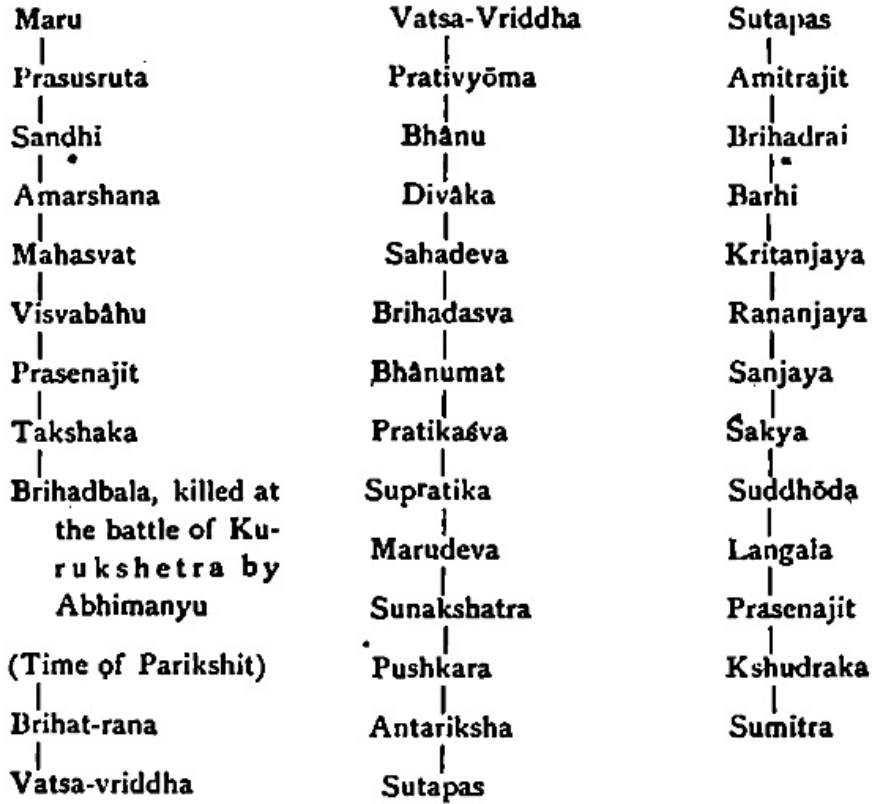 Maru
Prasusruta
Sandhi
Amarshana
Mahasvat
Visvabâhu
Prasenajit
Takshaka
Brihadbala, killed at
the battle of Ku-
rukshetra by
Abhimanyu
(Time of Parikshit)
Brihat-rana
Vatsa-vriddha
Vatsa-Vriddha
Prativyōma
Bhânu
Divâka
Sahadeva
Brihadasva
Bhânumat
Pratikaśva
Supratika
Marudeva
Sunakshatra
Pushkara
Antariksha
Sutapas
Sutapas
Amitrajit
Brihadrai
Barhi
Kritanjaya
Rananjaya
Sanjaya
Śakya
Suddhōda
Langala
Prasenajit
Kshudraka
Sumitra